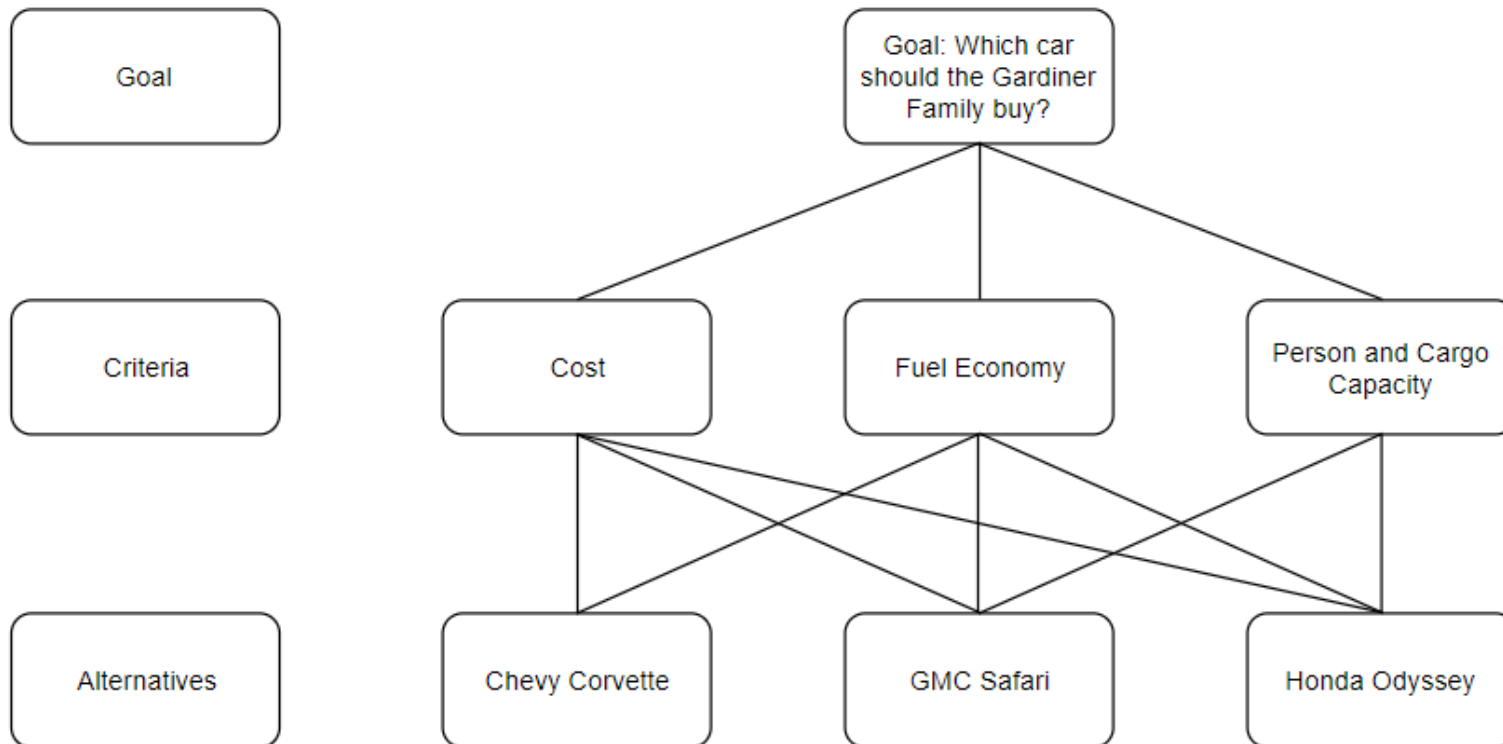 Goal
Goal: Which car
should the Gardiner
Family buy?
Criteria
Cost
Fuel Economy
Person and Cargo
Capacity
Alternatives
Chevy Corvette
GMC Safari
Honda Odyssey